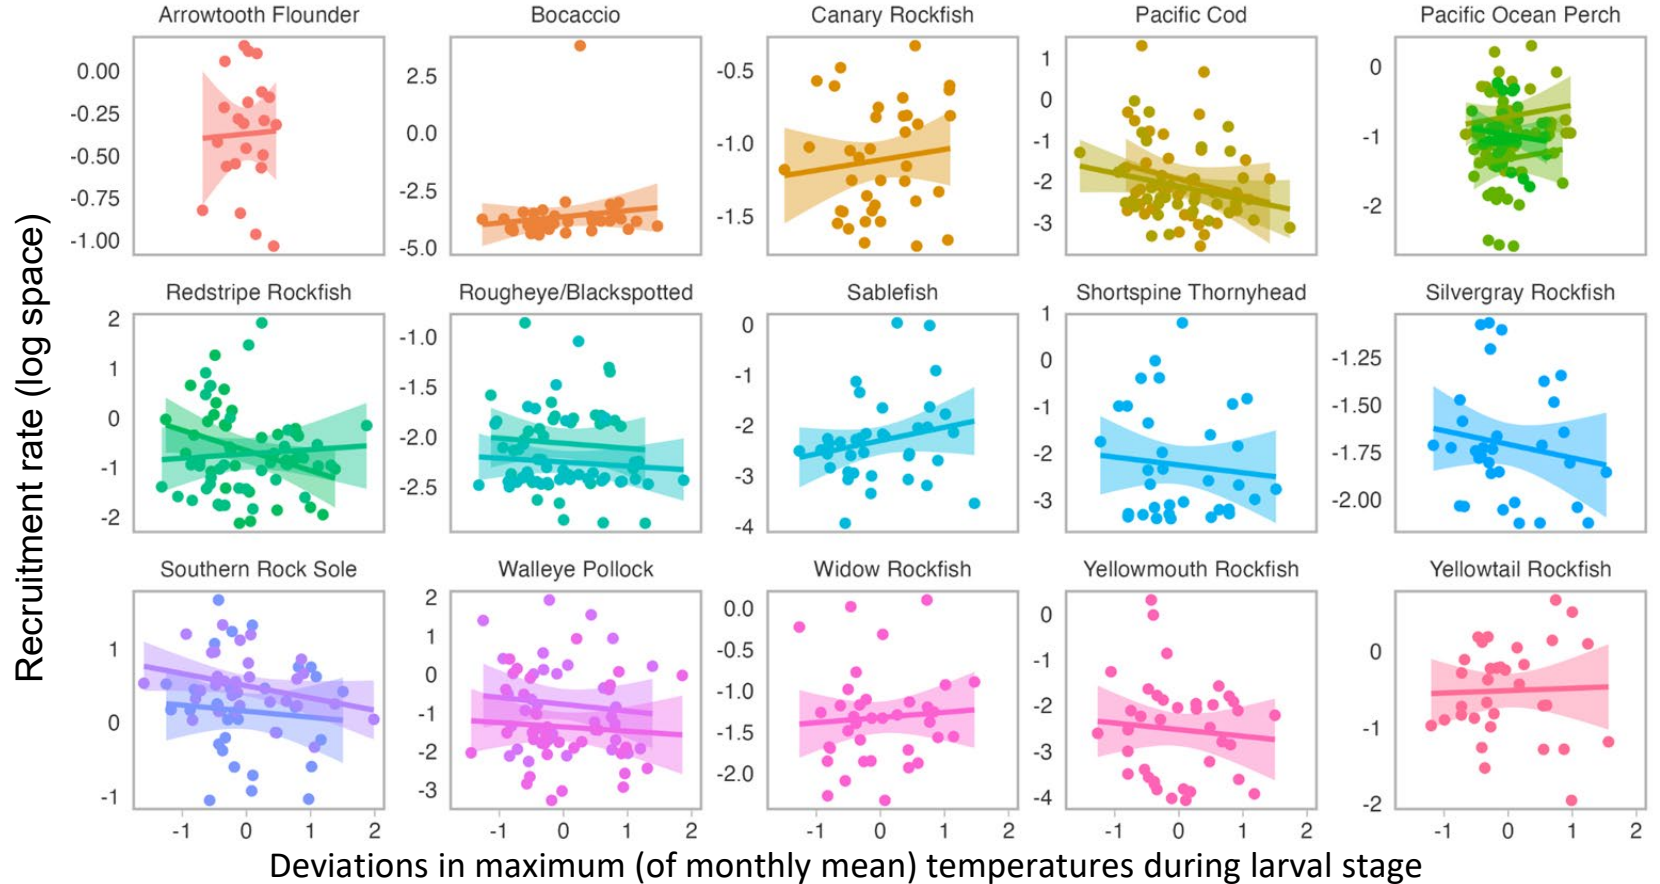 Recruitment rate (log space)
Arrowtooth Flounder
0.00
-0.25
-0.50
-0.75
-1.00
Bocaccio
2.5
0.0
-2.5
-5.0
Canary Rockfish
-0.5
-1.0
-1.5
Pacific Cod
1
0
-1
-2
-3
Pacific Ocean Perch
0
-1
-2
Redstripe Rockfish
2
1
0
-1
-2
Rougheye/Blackspotted
-1.0
-1.5
-2.0
-2.5
Sablefish
0
-1
-2
-3
-4
Shortspine Thornyhead
1
0
-1
-2
-3
Silvergray Rockfish
-1.25
-1.50
-1.75
-2.00
Southern Rock Sole
1
0
-1
-1 0 1 2
Walleye Pollock
2
1
0
-1
-2
-3
-1 0 1 2
Widow Rockfish
0.0
-0.5
-1.0
-1.5
-2.0
-1 0 1 2
Yellowmouth Rockfish
0
-1
-2
-3
-4
-1 0 1 2
Yellowtail Rockfish
0
-1
-2
-1 0 1 2
Deviations in maximum (of monthly mean) temperatures during larval stage